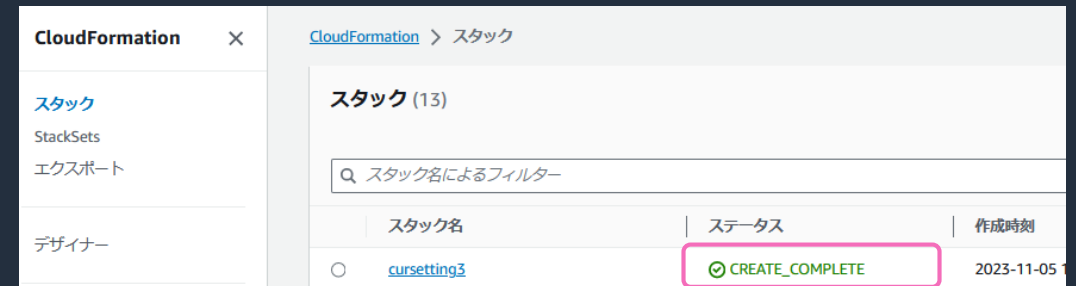 CloudFormation
CloudFormation > スタック
スタック
StackSets
エクスポート
デザイナー
スタック (13)
スタック名によるフィルター
スタック名 ステータス 作成時刻
cursetting3 CREATE_COMPLETE 2023-11-05